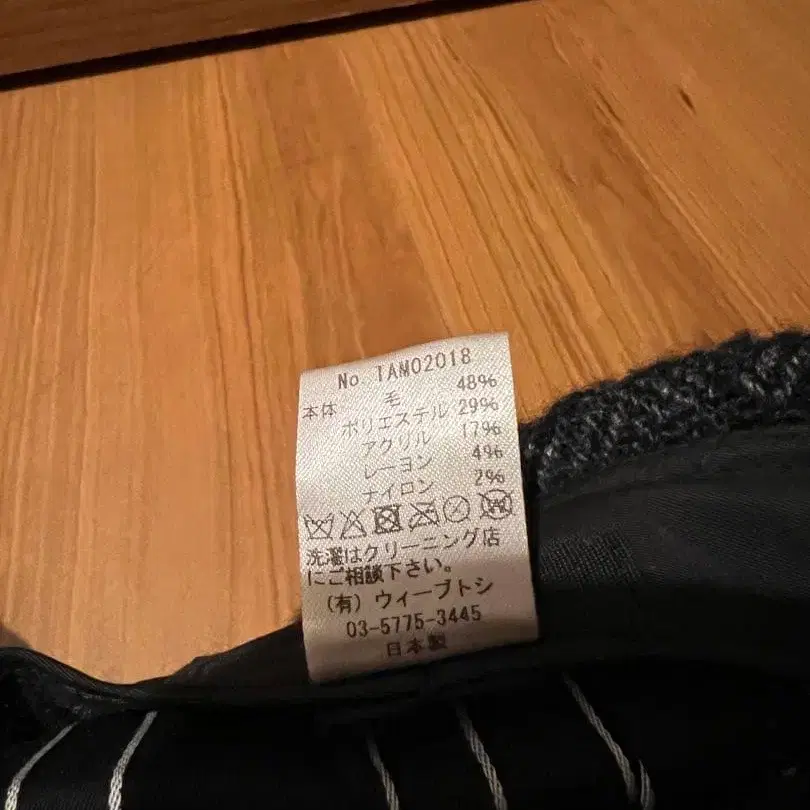 No IAM02018
本体 毛 48%
ポリエステル 29%
アクリル 17%
レーヨン 4%
ナイロン 2%
洗濯はクリーニング店
にご相談下さい。
(有) ウィーブトシ
03-5775-3445
日本製